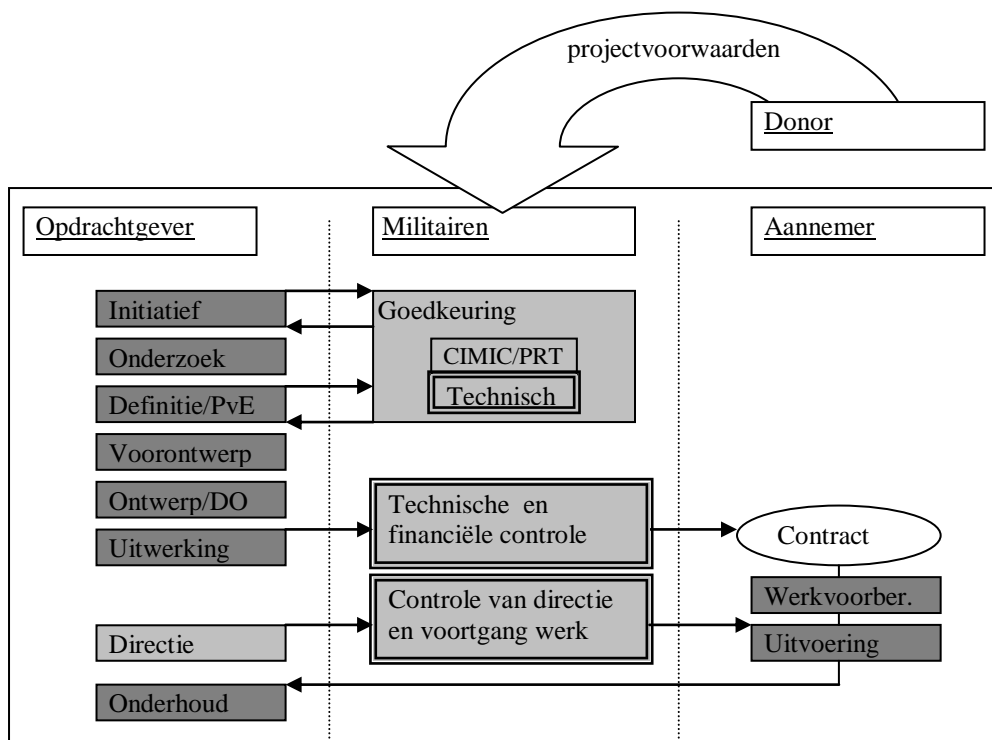 projectvoorwaarden
Donor
Opdrachtgever
Militairen
Aannemer
Initiatief
Goedkeuring
Onderzoek
CIMIC/PRT
Definitie/PvE
Technisch
Voorontwerp
Ontwerp/DO
Uitwerking
Technische en
financiële controle
Contract
Werkvoorber.
Controle van directie
en voortgang werk
Directie
Uitvoering
Onderhoud